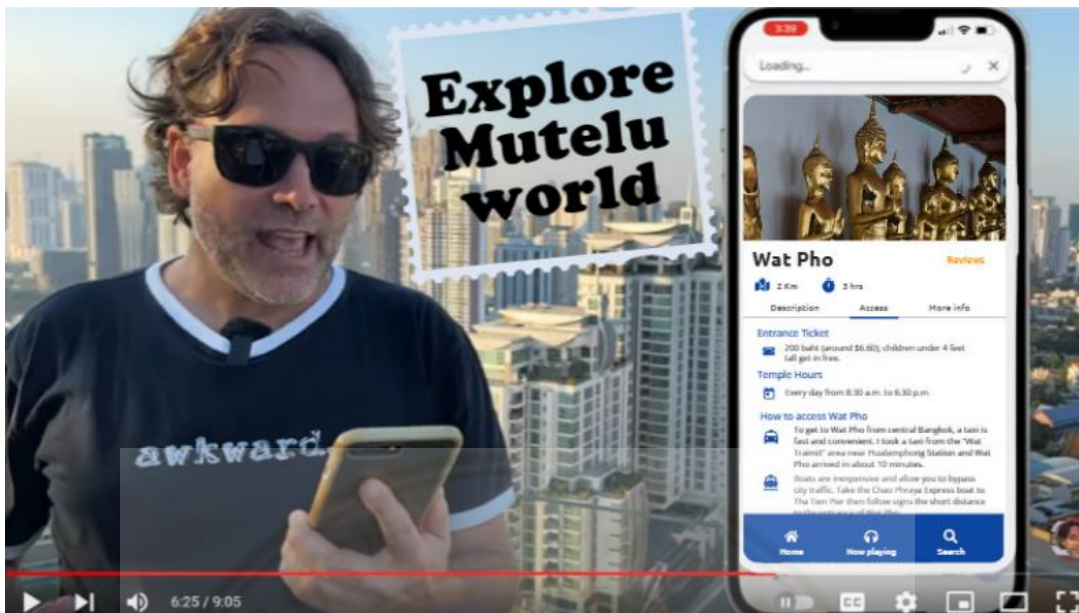 Explore
Mutelu
world
awkward.
3:39
Loading...
Wat Pho
Reviews
2 Km
3 hrs
Description Access More info
Entrance Ticket
200 baht (around $6.60); children under 4 feet
tall get in free.
Temple Hours
Every day from 8:30 a.m. to 6:30 p.m.
How to access Wat Pho
To get to Wat Pho from central Bangkok, a taxi is
fast and convenient. I took a taxi from the "Wat
Traimit" area near Hualamphong Station and Wat
Pho arrived in about 10 minutes.
Boats are inexpensive and allow you to bypass
city traffic. Take the Chao Phraya Express boat to
Tha Tien Pier then follow signs the short distance
to the entrance of Wat Pho.
Home Now playing Search
6:25 / 9:05
CC